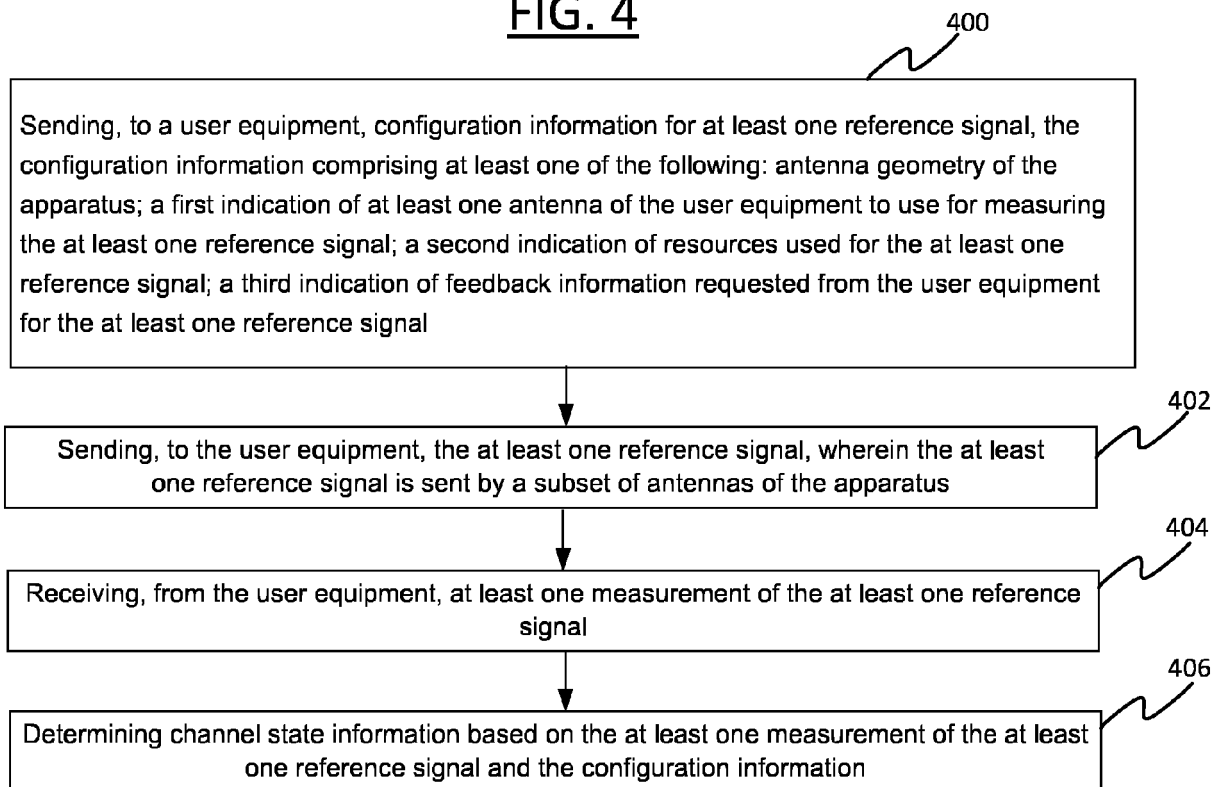 FIG. 4
400
Sending, to a user equipment, configuration information for at least one reference signal, the
configuration information comprising at least one of the following: antenna geometry of the
apparatus; a first indication of at least one antenna of the user equipment to use for measuring
the at least one reference signal; a second indication of resources used for the at least one
reference signal; a third indication of feedback information requested from the user equipment
for the at least one reference signal
402
Sending, to the user equipment, the at least one reference signal, wherein the at least
one reference signal is sent by a subset of antennas of the apparatus
404
Receiving, from the user equipment, at least one measurement of the at least one reference
signal
406
Determining channel state information based on the at least one measurement of the at least
one reference signal and the configuration information